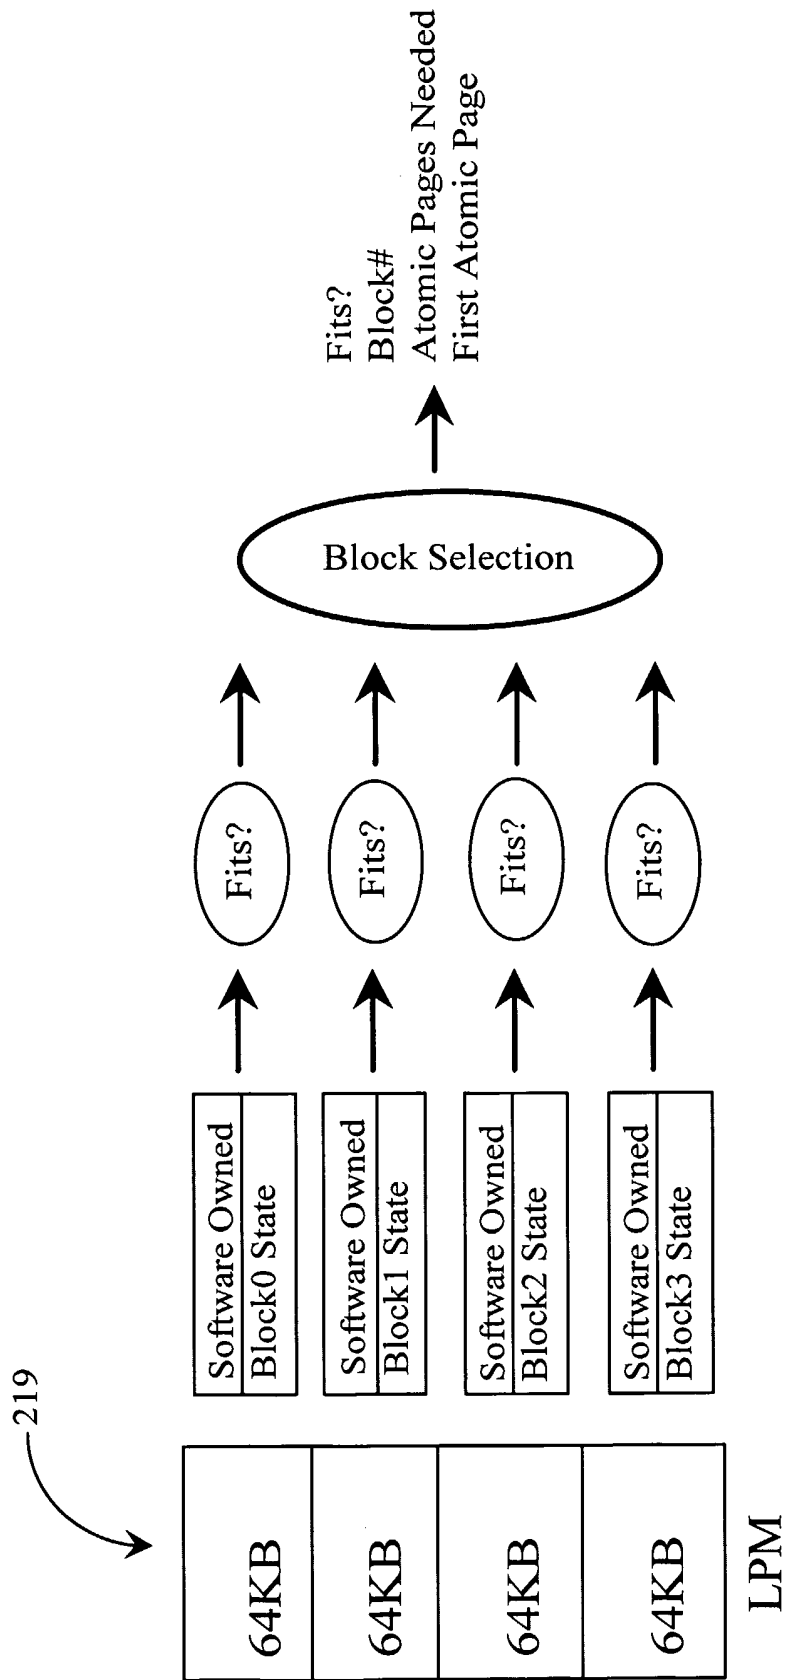 219
64KB
64KB
64KB
64KB
LPM
Software Owned
Block0 State
Software Owned
Block1 State
Software Owned
Block2 State
Software Owned
Block3 State
Fits?
Fits?
Fits?
Fits?
Block Selection
Fits?
Block#
Atomic Pages Needed
First Atomic Page